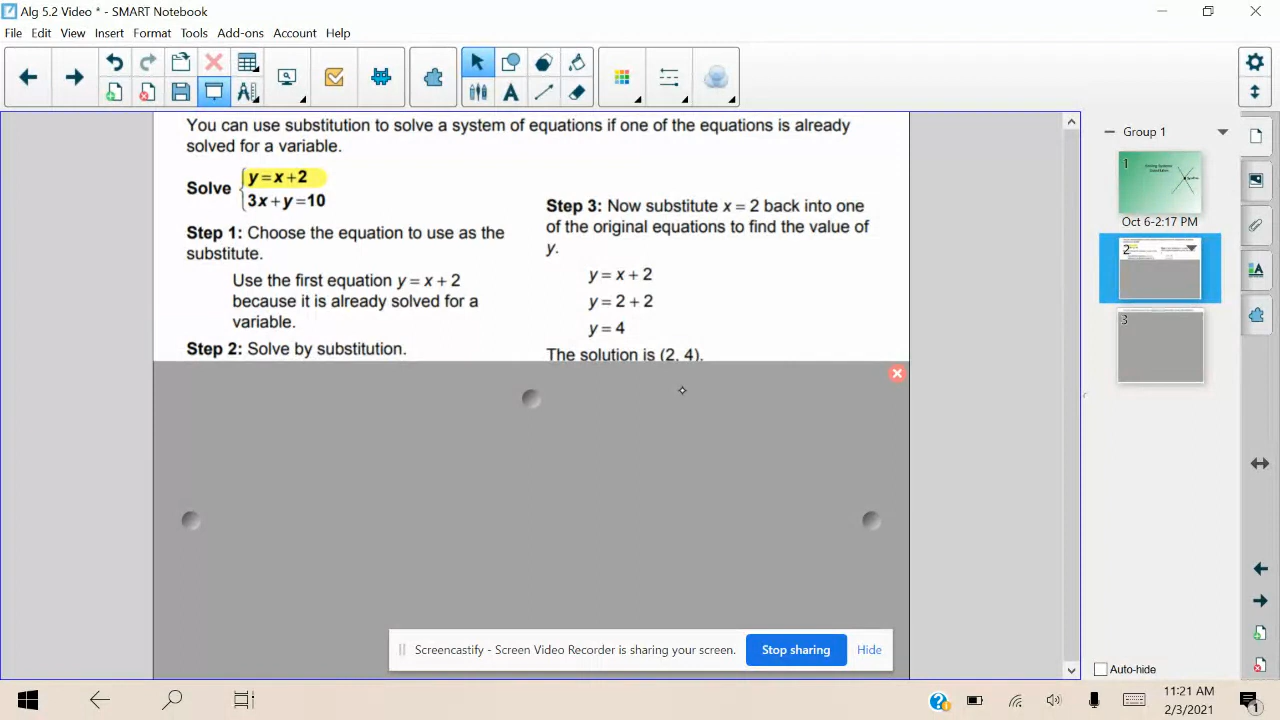 Alg 5.2 Video * - SMART Notebook
File Edit View Insert Format Tools Add-ons Account Help
You can use substitution to solve a system of equations if one of the equations is already
solved for a variable.
Solve { y = x + 2
3x + y = 10
Step 1: Choose the equation to use as the
substitute.
Use the first equation y = x + 2
because it is already solved for a
variable.
Step 2: Solve by substitution.
Step 3: Now substitute x = 2 back into one
of the original equations to find the value of
y.
y = x + 2
y = 2 + 2
y = 4
The solution is (2, 4).
Screencastify - Screen Video Recorder is sharing your screen. Stop sharing Hide
Group 1
1
Oct 6-2:17 PM
2
3
Auto-hide
11:21 AM
2/3/2021
1